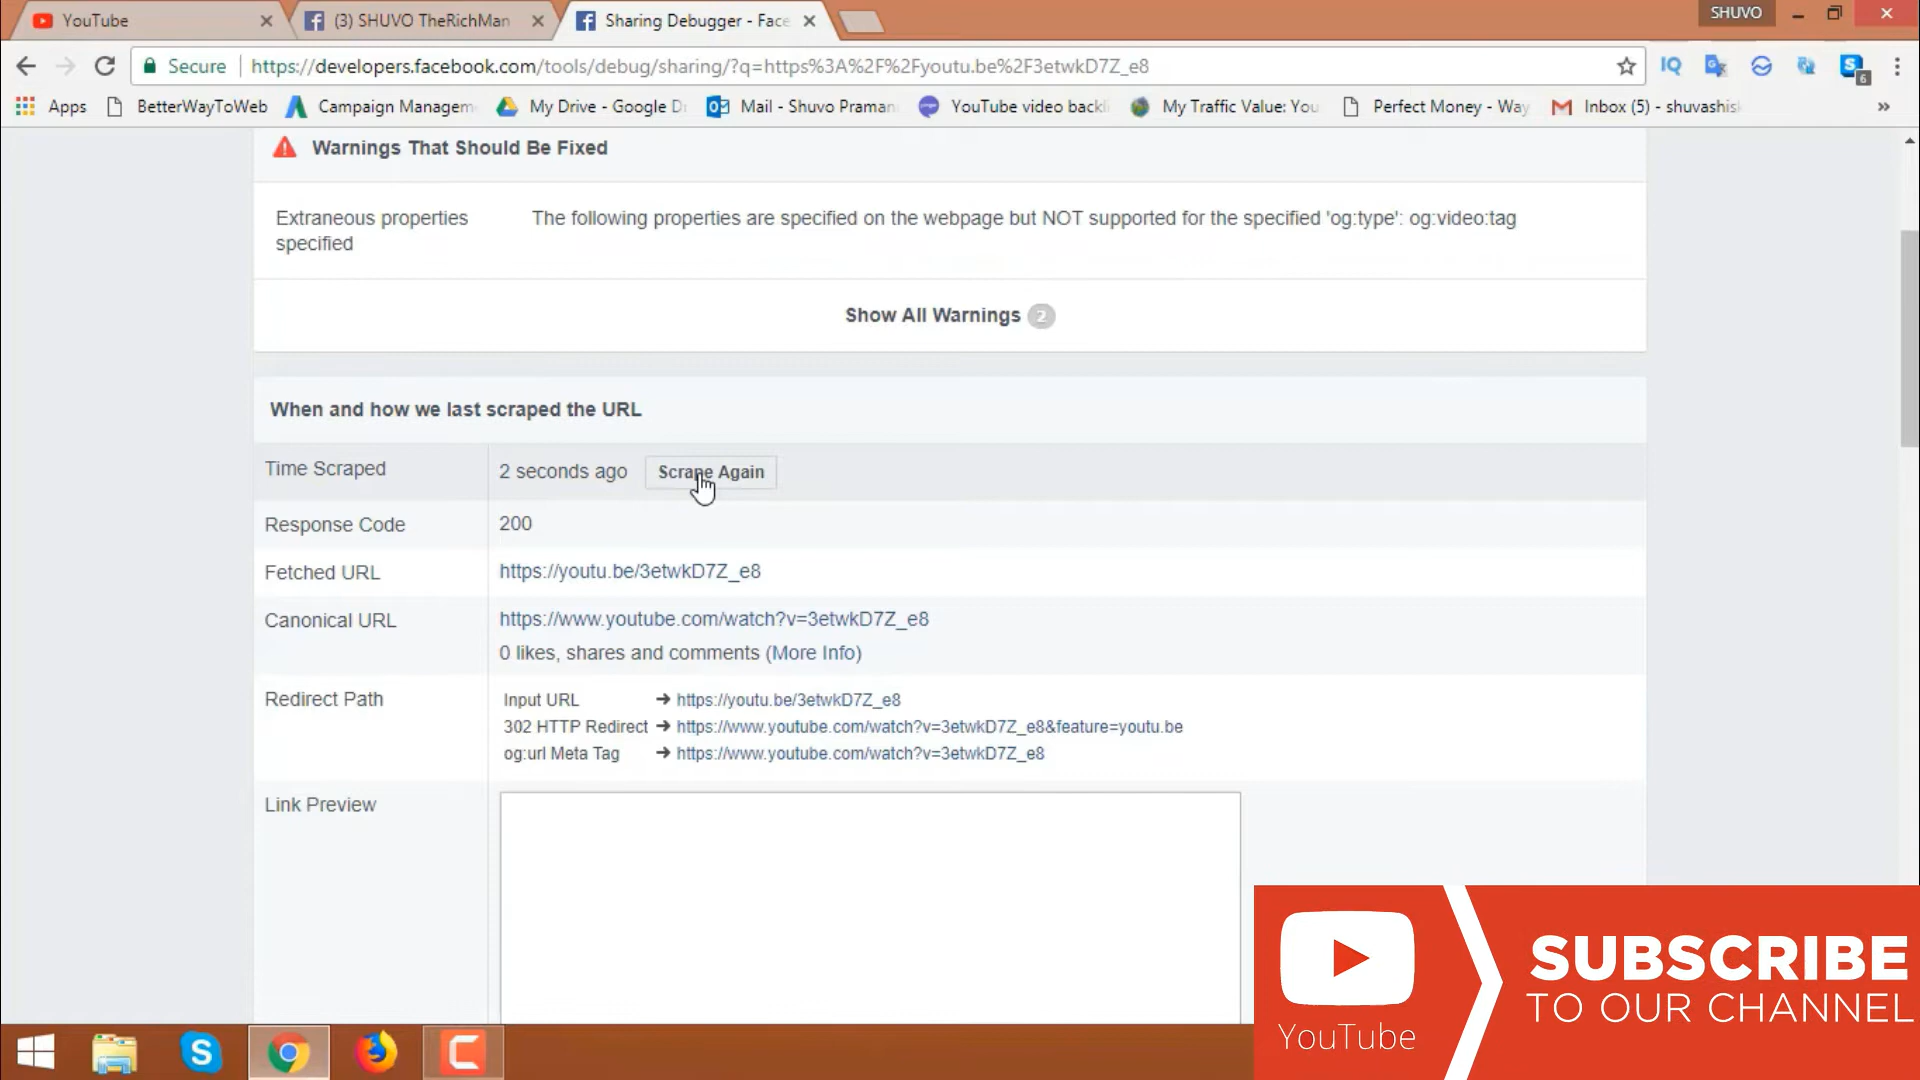 YouTube
(3) SHUVO TheRichMan
Sharing Debugger - Face
SHUVO
Secure
https://developers.facebook.com/tools/debug/sharing/?q=https%3A%2F%2Fyoutu.be%2F3etwkD7Z_e8
IQ
6
Apps
BetterWayToWeb
Campaign Managem
My Drive - Google D
Mail - Shuvo Praman
YouTube video backl
My Traffic Value: You
Perfect Money - Way
Inbox (5) - shuvashis
»
Warnings That Should Be Fixed
Extraneous properties
specified
The following properties are specified on the webpage but NOT supported for the specified 'og:type': og:video:tag
Show All Warnings 2
When and how we last scraped the URL
Time Scraped
2 seconds ago
Scrape Again
Response Code
200
Fetched URL
https://youtu.be/3etwkD7Z_e8
Canonical URL
https://www.youtube.com/watch?v=3etwkD7Z_e8
0 likes, shares and comments (More Info)
Redirect Path
Input URL → https://youtu.be/3etwkD7Z_e8
302 HTTP Redirect → https://www.youtube.com/watch?v=3etwkD7Z_e8&feature=youtu.be
og:url Meta Tag → https://www.youtube.com/watch?v=3etwkD7Z_e8
Link Preview
YouTube
SUBSCRIBE
TO OUR CHANNEL